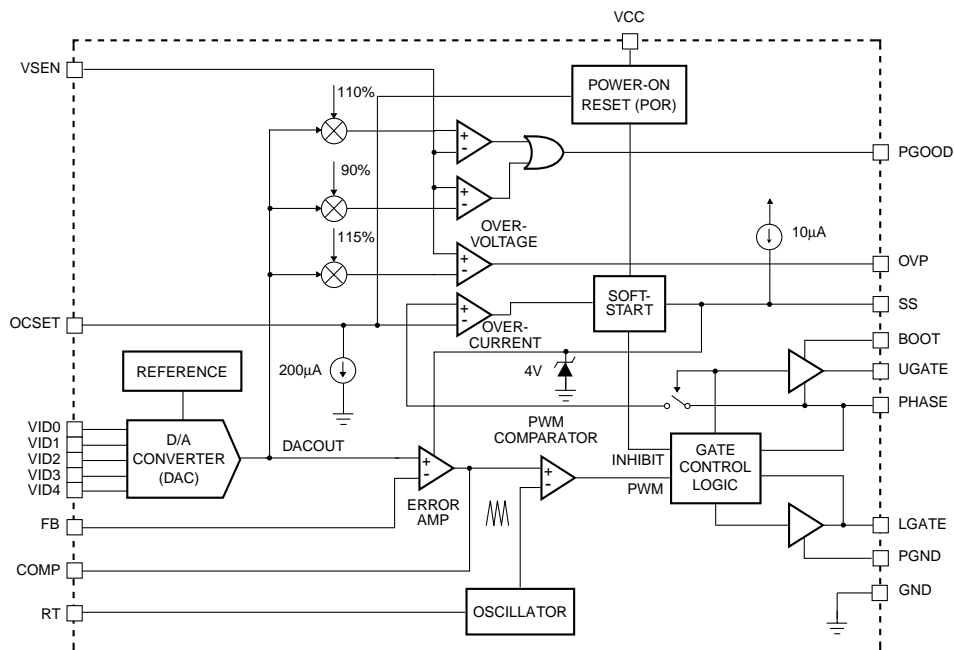 VCC
VSEN
110%
POWER-ON
RESET (POR)
PGOOD
+
-
90%
+
-
OVER-
VOLTAGE
115%
10µA
+
-
OVP
SOFT-
START
SS
OCSET
+
-
OVER-
CURRENT
BOOT
REFERENCE
200µA
4V
UGATE
PHASE
VID0
VID1
VID2
VID3
VID4
D/A
CONVERTER
(DAC)
DACOUT
PWM
COMPARATOR
+
-
+
-
INHIBIT
PWM
GATE
CONTROL
LOGIC
ERROR
AMP
FB
LGATE
PGND
COMP
GND
RT
OSCILLATOR